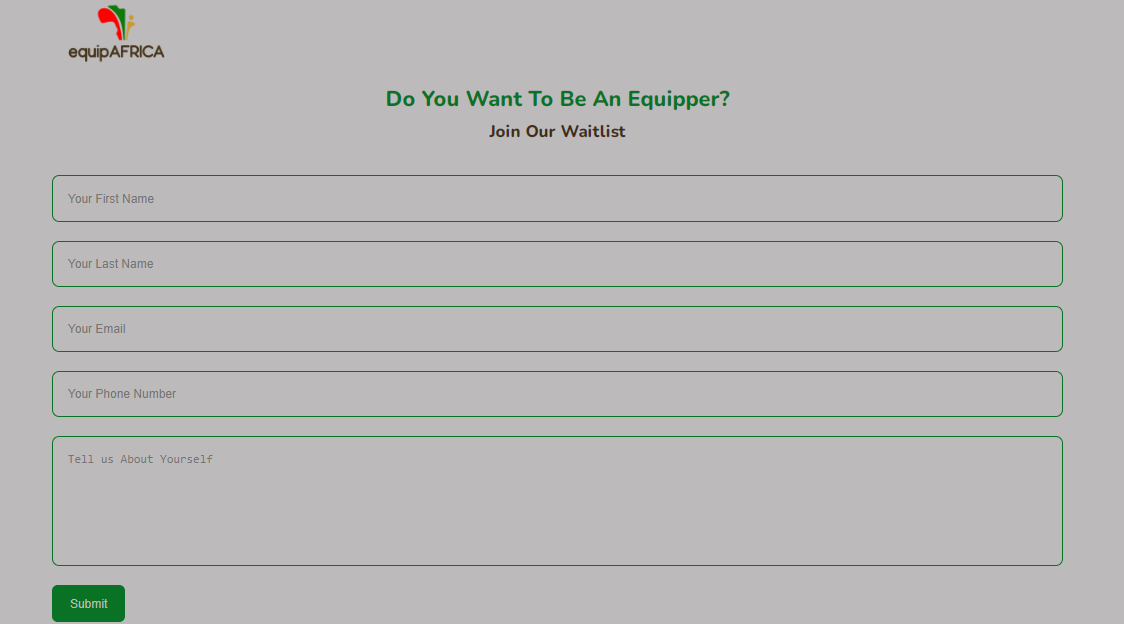 equipAFRICA
Do You Want To Be An Equipper?
Join Our Waitlist
Your First Name
Your Last Name
Your Email
Your Phone Number
Tell us About Yourself
Submit